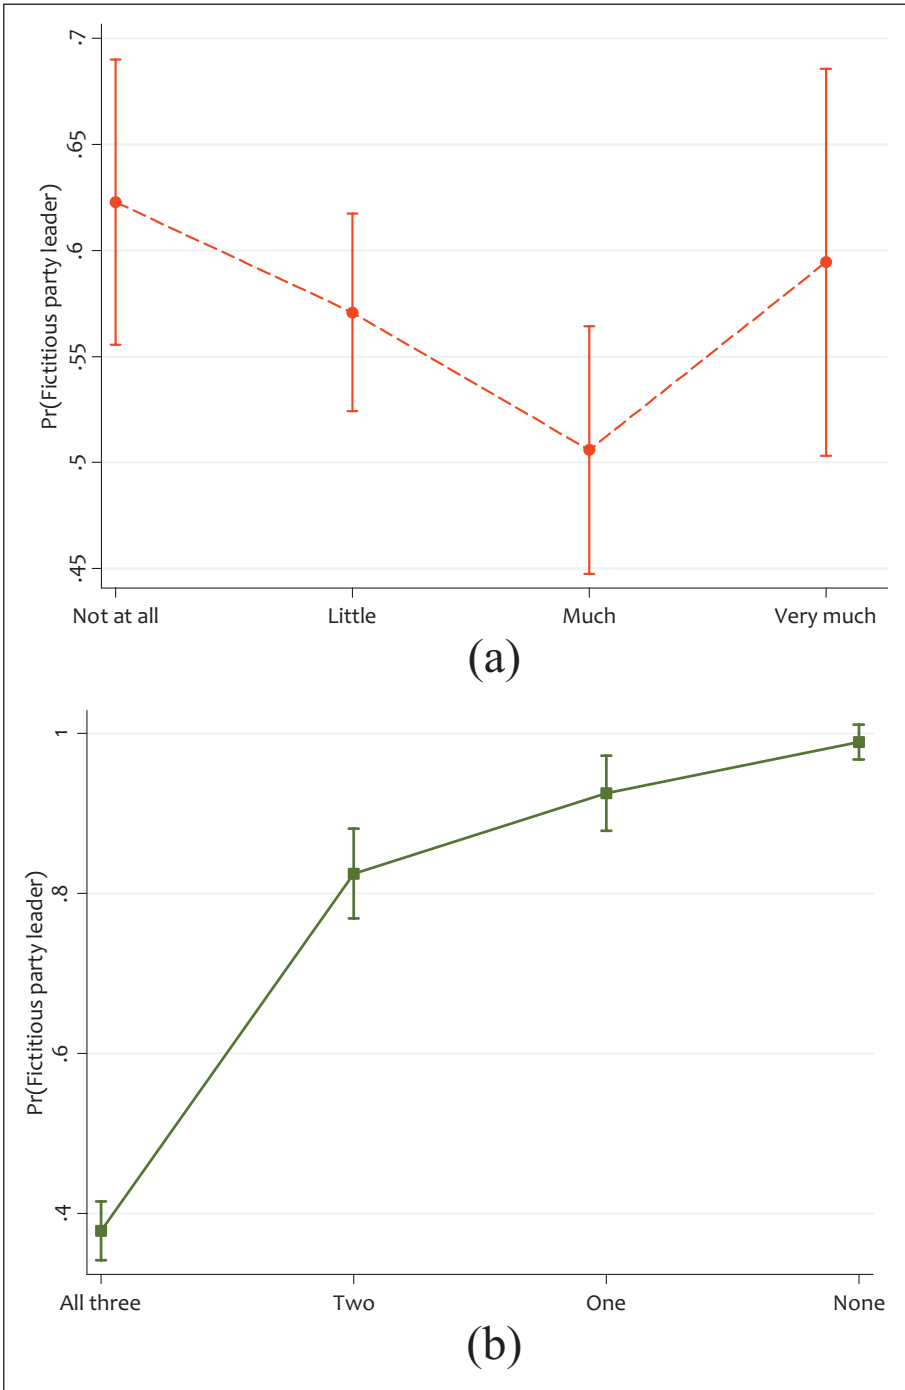 Pr(Fictitious party leader)
.7
.65
.6
.55
.5
.45
Not at all Little Much Very much
(a)
Pr(Fictitious party leader)
1
.8
.6
.4
All three Two One None
(b)